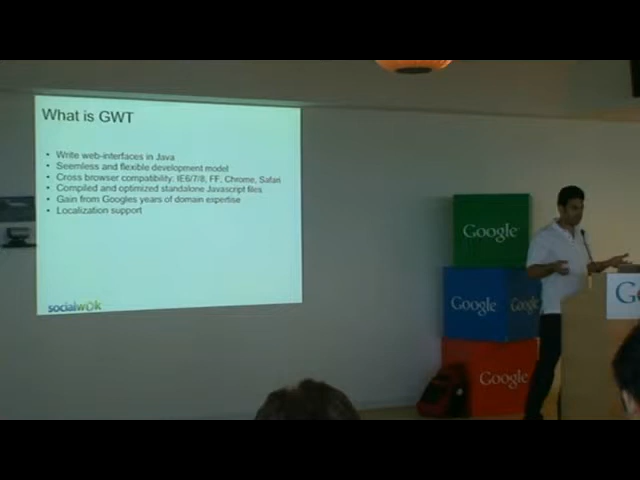 What is GWT
• Write web-interfaces in Java
• Seemless and flexible development model
• Cross browser compatibility: IE6/7/8, FF, Chrome, Safari
• Compiled and optimized standalone Javascript files
• Gain from Googles years of domain expertise
• Localization support
socialwok
Google
Google
Google
Google